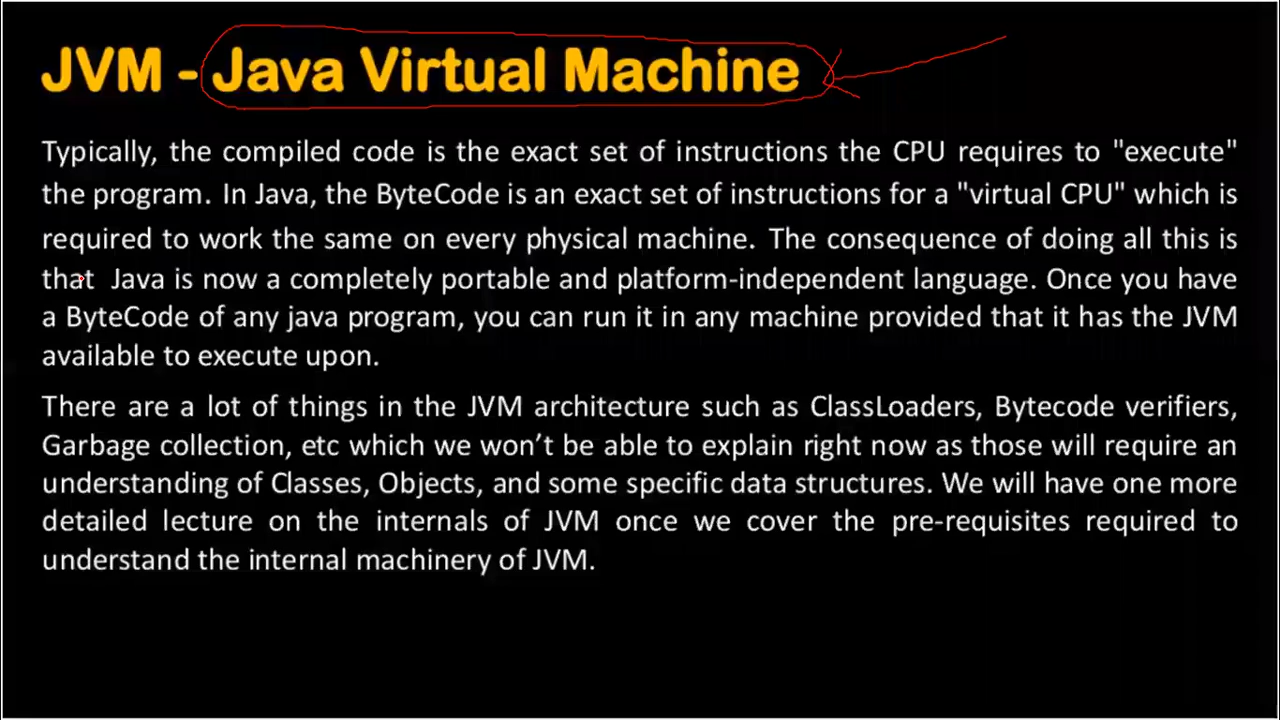 JVM - Java Virtual Machine
Typically, the compiled code is the exact set of instructions the CPU requires to "execute"
the program. In Java, the ByteCode is an exact set of instructions for a "virtual CPU" which is
required to work the same on every physical machine. The consequence of doing all this is
that Java is now a completely portable and platform-independent language. Once you have
a ByteCode of any java program, you can run it in any machine provided that it has the JVM
available to execute upon.
There are a lot of things in the JVM architecture such as ClassLoaders, Bytecode verifiers,
Garbage collection, etc which we won’t be able to explain right now as those will require an
understanding of Classes, Objects, and some specific data structures. We will have one more
detailed lecture on the internals of JVM once we cover the pre-requisites required to
understand the internal machinery of JVM.